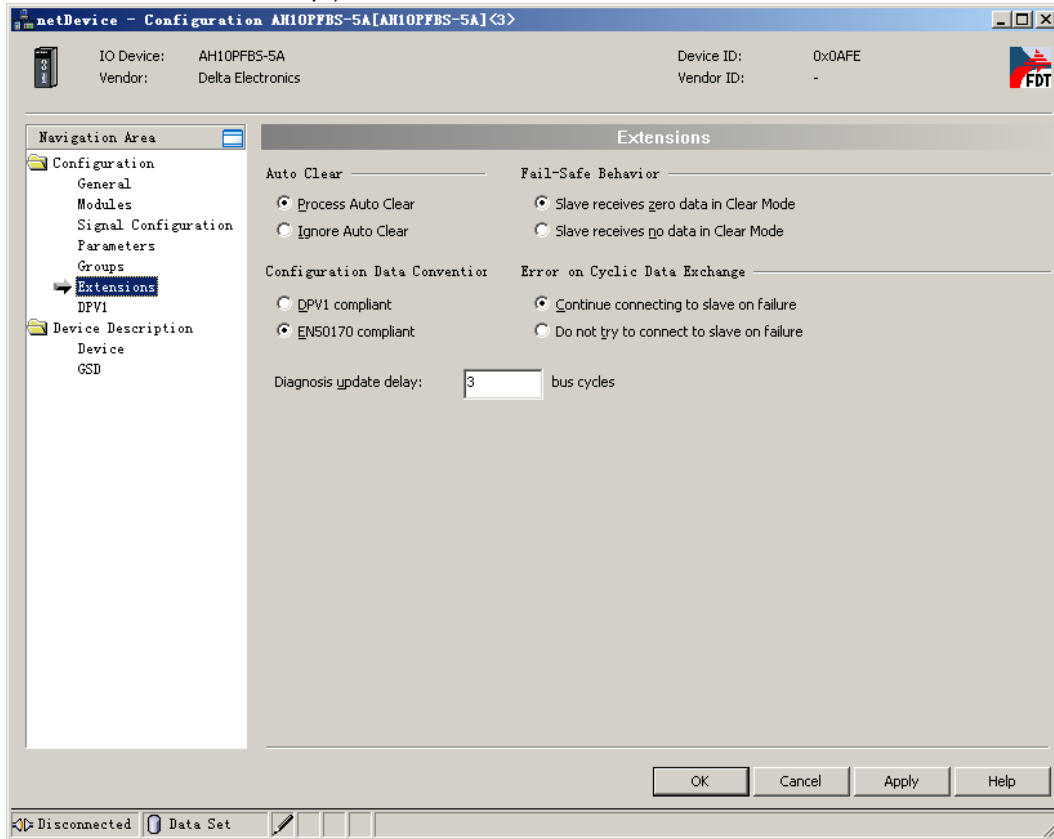 netDevice - Configuration AH10PFBS-5A[AH10PFBS-5A]<3>
IO Device: AH10PFBS-5A Device ID: 0x0AFE
Vendor: Delta Electronics Vendor ID: -
FDT
Navigation Area
Configuration
General
Modules
Signal Configuration
Parameters
Groups
Extensions
DPV1
Device Description
Device
GSD
Extensions
Auto Clear
Process Auto Clear
Ignore Auto Clear
Fail-Safe Behavior
Slave receives zero data in Clear Mode
Slave receives no data in Clear Mode
Configuration Data Convention
DPV1 compliant
EN50170 compliant
Error on Cyclic Data Exchange
Continue connecting to slave on failure
Do not try to connect to slave on failure
Diagnosis update delay: 3 bus cycles
OK Cancel Apply Help
Disconnected Data Set